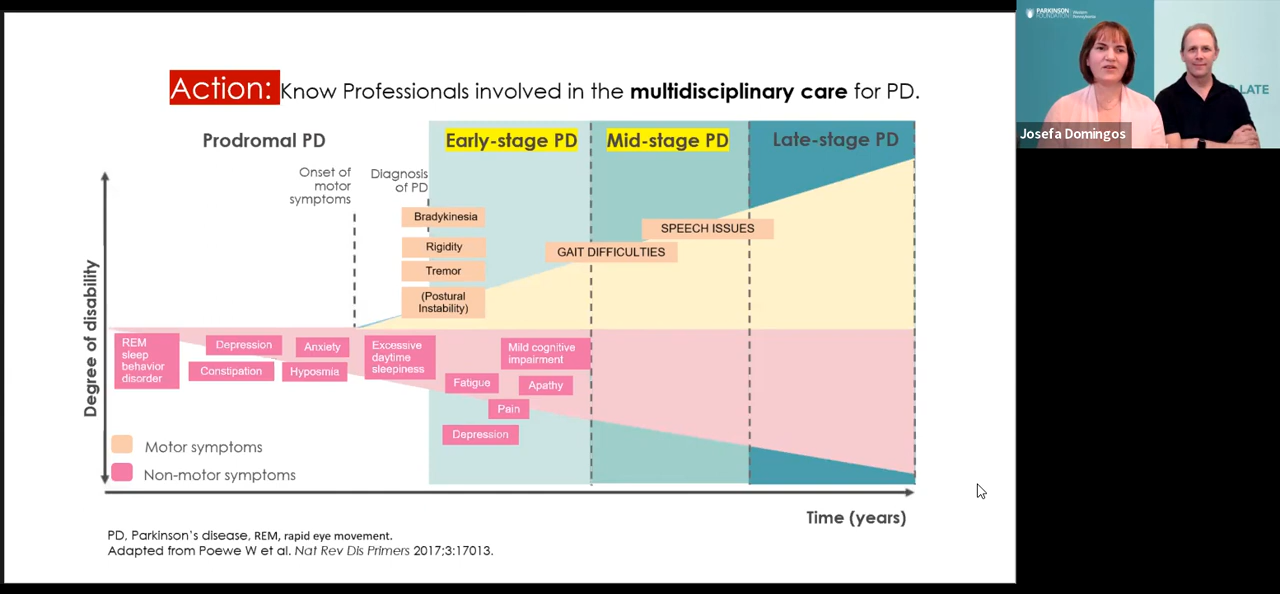 Action: Know Professionals involved in the multidisciplinary care for PD.
Prodromal PD
Early-stage PD
Mid-stage PD
Late-stage PD
Onset of
motor
symptoms
Diagnosis
of PD
Bradykinesia
Rigidity
Tremor
(Postural
Instability)
GAIT DIFFICULTIES
SPEECH ISSUES
Degree of disability
REM
sleep
behavior
disorder
Depression
Constipation
Anxiety
Hyposmia
Excessive
daytime
sleepiness
Mild cognitive
impairment
Fatigue
Apathy
Pain
Depression
Motor symptoms
Non-motor symptoms
Time (years)
PD, Parkinson's disease, REM, rapid eye movement.
Adapted from Poewe W et al. Nat Rev Dis Primers 2017;3:17013.
PARKINSON
FOUNDATION
Western
Pennsylvania
LATE
Josefa Domingos